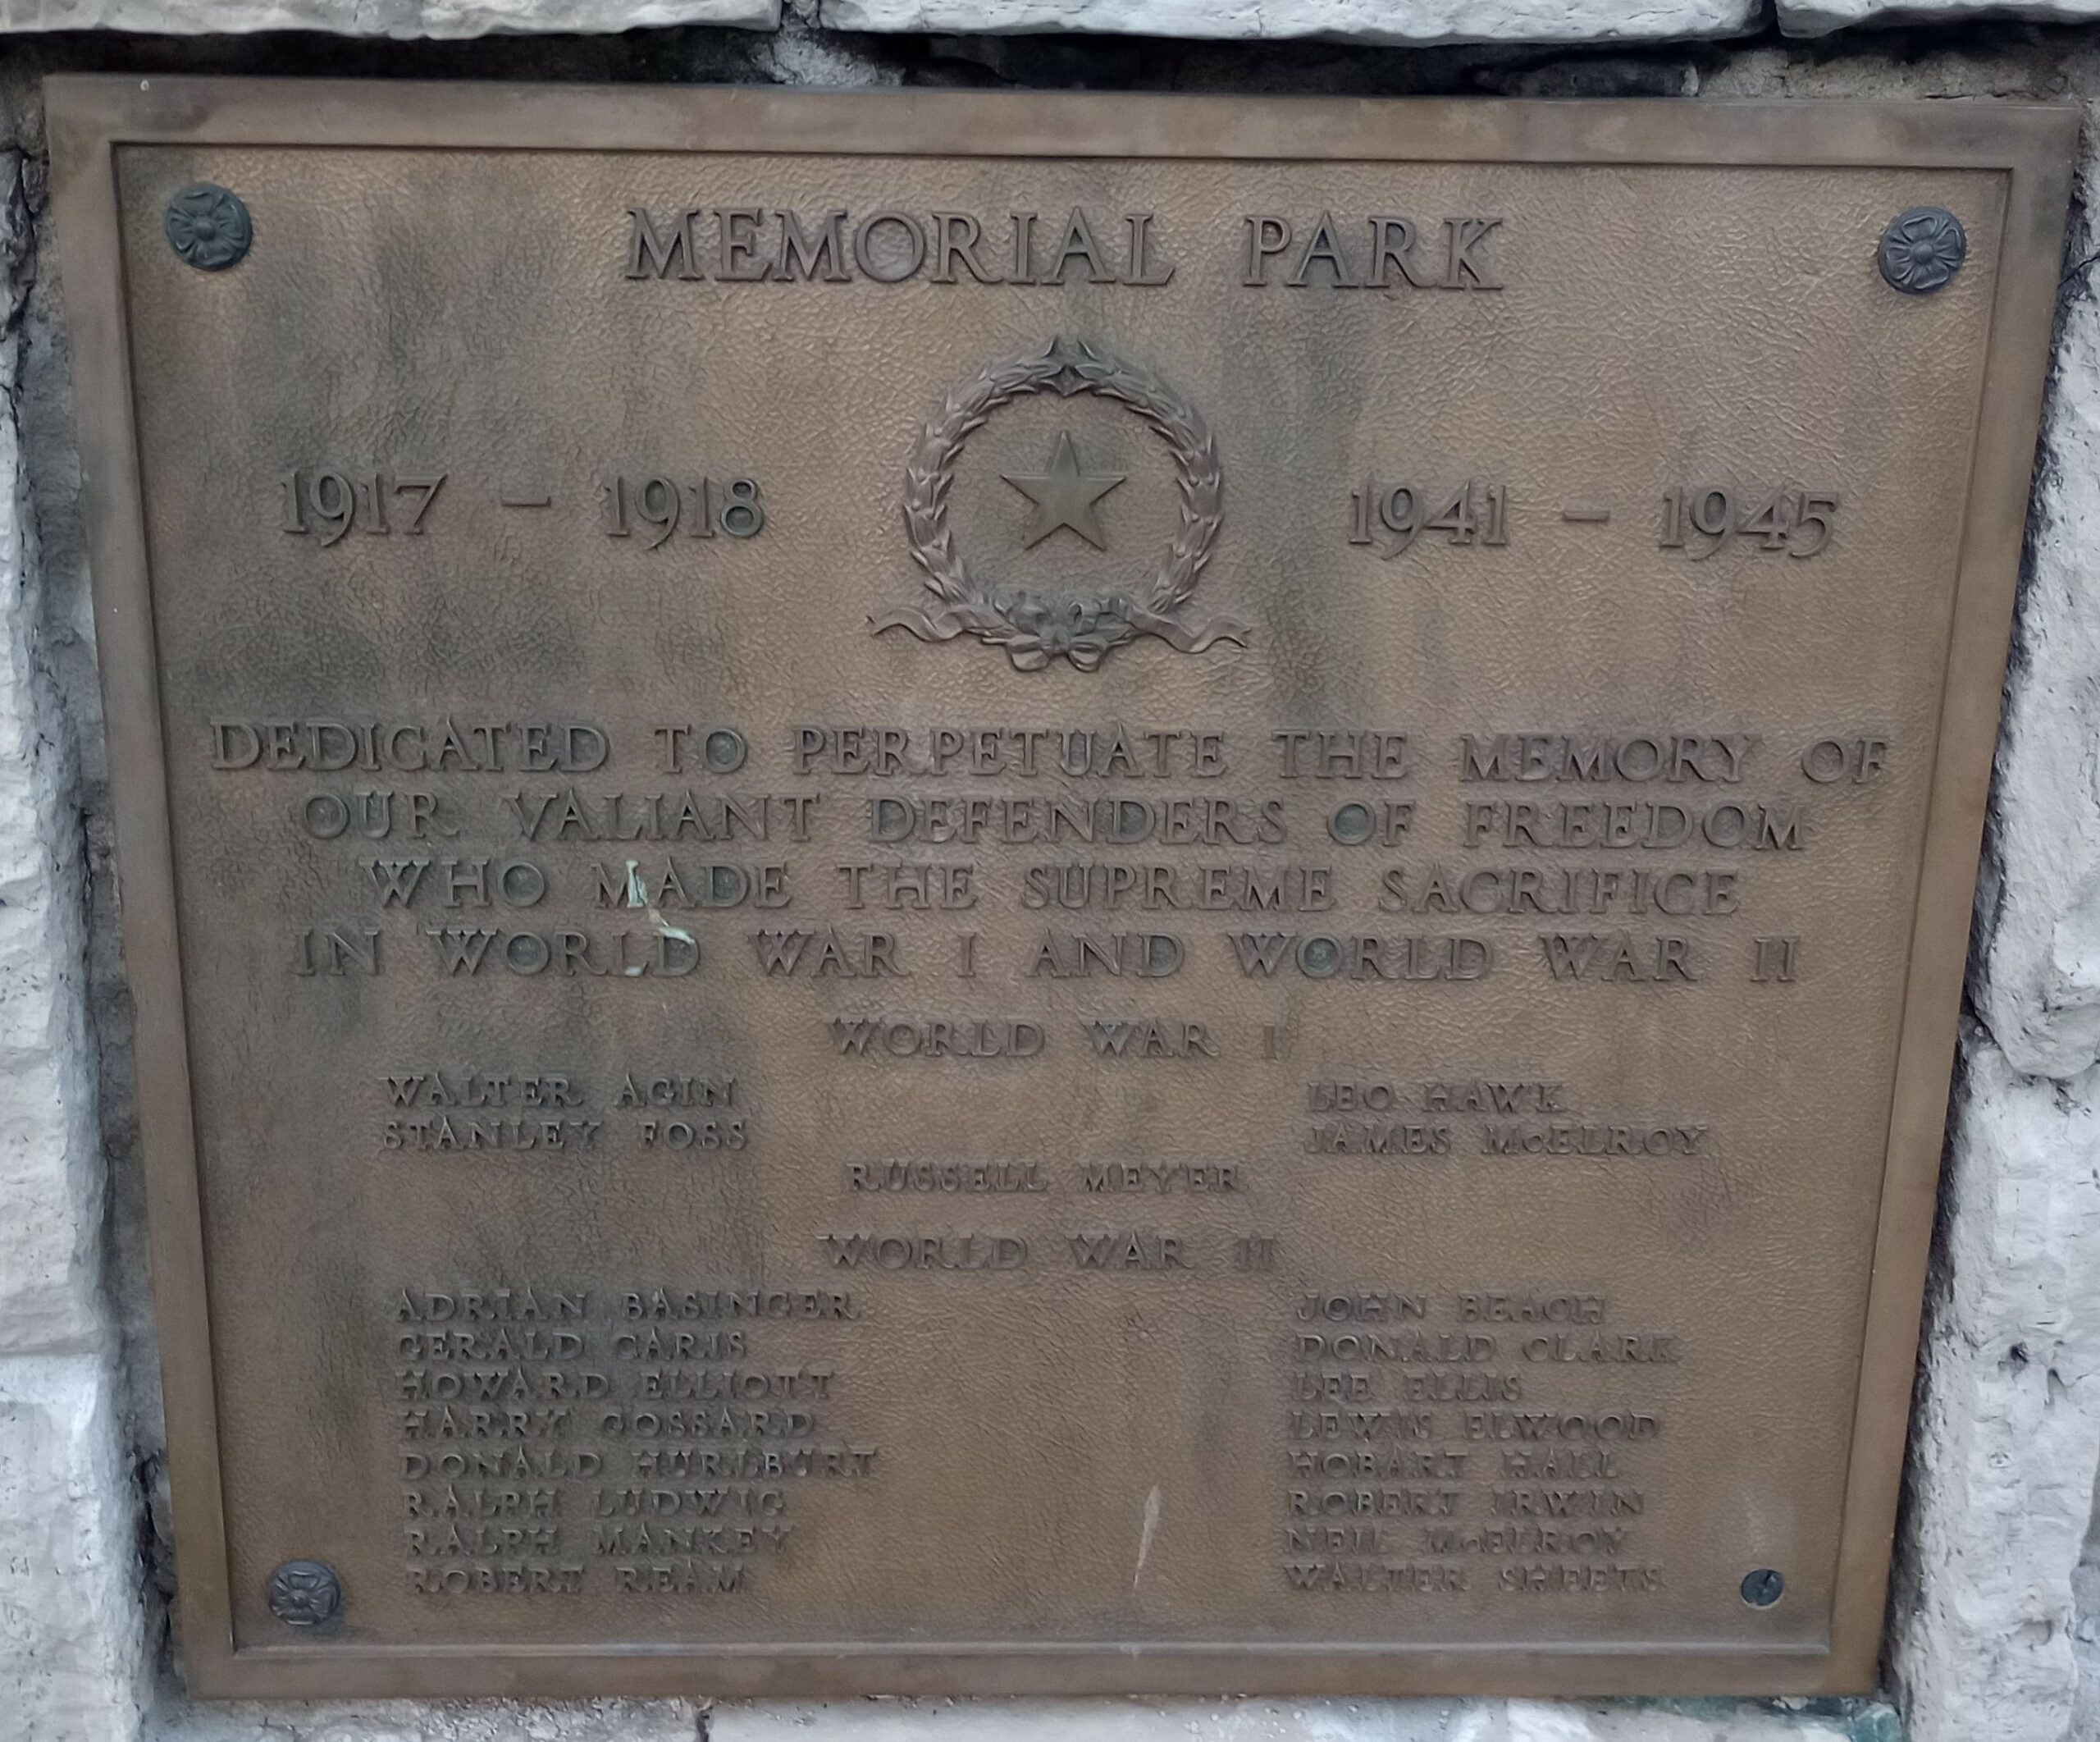 MEMORIAL PARK
1917 - 1918 1941 - 1945
DEDICATED TO PERPETUATE THE MEMORY OF
OUR VALIANT DEFENDERS OF FREEDOM
WHO MADE THE SUPREME SACRIFICE
IN WORLD WAR I AND WORLD WAR II
WORLD WAR I
WALTER AGIN LEO HAWK
STANLEY FOSS JAMES McELROY
RUSSELL MEYER
WORLD WAR II
ADRIAN BASINGER JOHN BEACH
GERALD CARIS DONALD CLARK
HOWARD ELLIOTT LEE ELLIS
HARRY GOSSARD LEWIS ELWOOD
DONALD HURLBURT HOBART HALL
RALPH LUDWIG ROBERT IRWIN
RALPH MANKEY NEIL McELROY
ROBERT REAM WALTER SHEETS